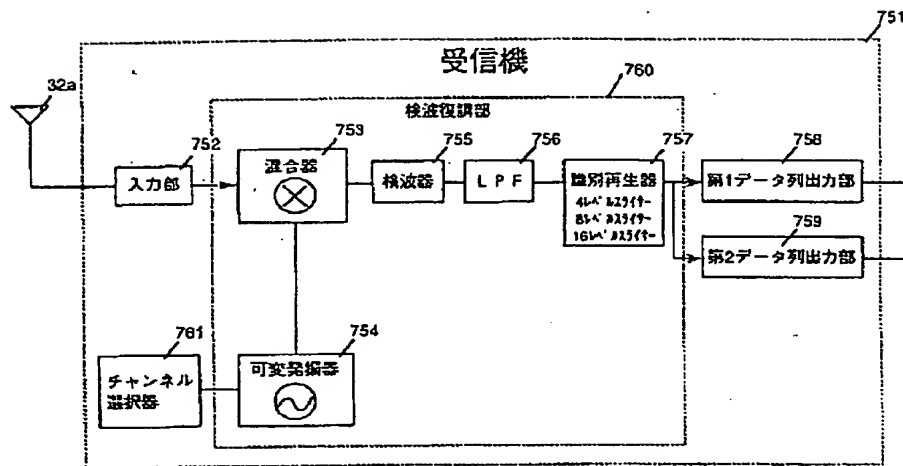 751
受信機
760
32a
検波復調部
752
753
755
756
757
758
入力部
混合器
検波器
LPF
識別再生器
4レベルスライサー
8レベルスライサー
16レベルスライサー
第1データ列出力部
759
第2データ列出力部
761
754
チャンネル
選択器
可変発振器